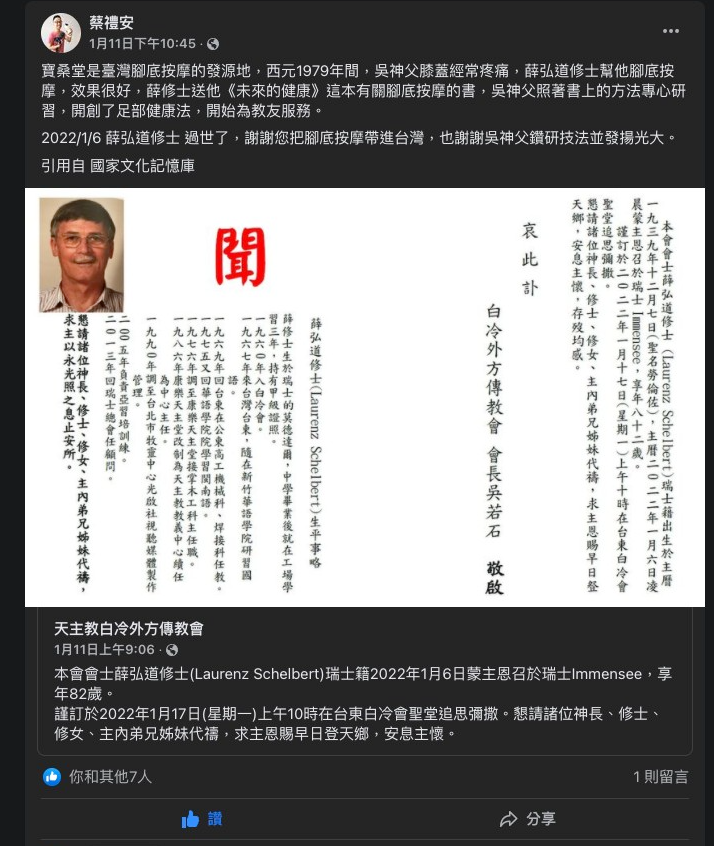 蔡禮安
1月11日下午10:45 ·
寶桑堂是臺灣腳底按摩的發源地，西元1979年間，吳神父膝蓋經常疼痛，薛弘道修士幫他腳底按
摩，效果很好，薛修士送他《未來的健康》這本有關腳底按摩的書，吳神父照著書上的方法專心研
習，開創了足部健康法，開始為教友服務。
2022/1/6 薛弘道修士 過世了，謝謝您把腳底按摩帶進台灣，也謝謝吳神父鑽研技法並發揚光大。
引用自 國家文化記憶庫
本會會士薛弘道修士 (Laurenz Schelbert)瑞士籍出生於主曆
一九三九年十二月七日(聖名勞倫佐)，主曆二０二二年一月六日凌
晨蒙主恩召於瑞士 Immensee，享年八十二歲。
謹訂於二０二二年一月十七日(星期一)上午十時在台東白冷會
聖堂追思彌撒。
懇請諸位神長、修士、修女、主內弟兄姊妹代禱，求主恩賜早日登
天鄉，安息主懷，存歿均感。
哀此訃
白冷外方傳教會 會長吳若石 敬啟
聞
薛弘道修士(Laurenz Schelbert)生平事略
薛修士生於瑞士的莫德達爾，中學畢業後就在工場學
習三年，持有甲級證照。
一九六０年入白冷會。
一九六七年來台灣台東，隨在新竹華語學院研習國
語。
一九六九年回台東在公東高工機械科、焊接科任教。
一九七五又回華語學院學習閩南語。
一九七六年調至康樂天主堂接掌木工科主任職。
一九八六年康樂天主堂改制為天主教教義中心續任
為中心主任。
一九九０年調至台北市牧靈中心光啟社視聽媒體製作
管理。
二００五年負責亞習培訓練。
二０一三年回瑞士總會任顧問。
懇請諸位神長、修士、修女、主內弟兄姊妹代禱，
求主以永光照之息止安所。
天主教白冷外方傳教會
1月11日上午9:06 ·
本會會士薛弘道修士(Laurenz Schelbert)瑞士籍2022年1月6日蒙主恩召於瑞士Immensee，享
年82歲。
謹訂於2022年1月17日(星期一)上午10時在台東白冷會聖堂追思彌撒。懇請諸位神長、修士、
修女、主內弟兄姊妹代禱，求主恩賜早日登天鄉，安息主懷。
你和其他7人
1 則留言
讚
分享